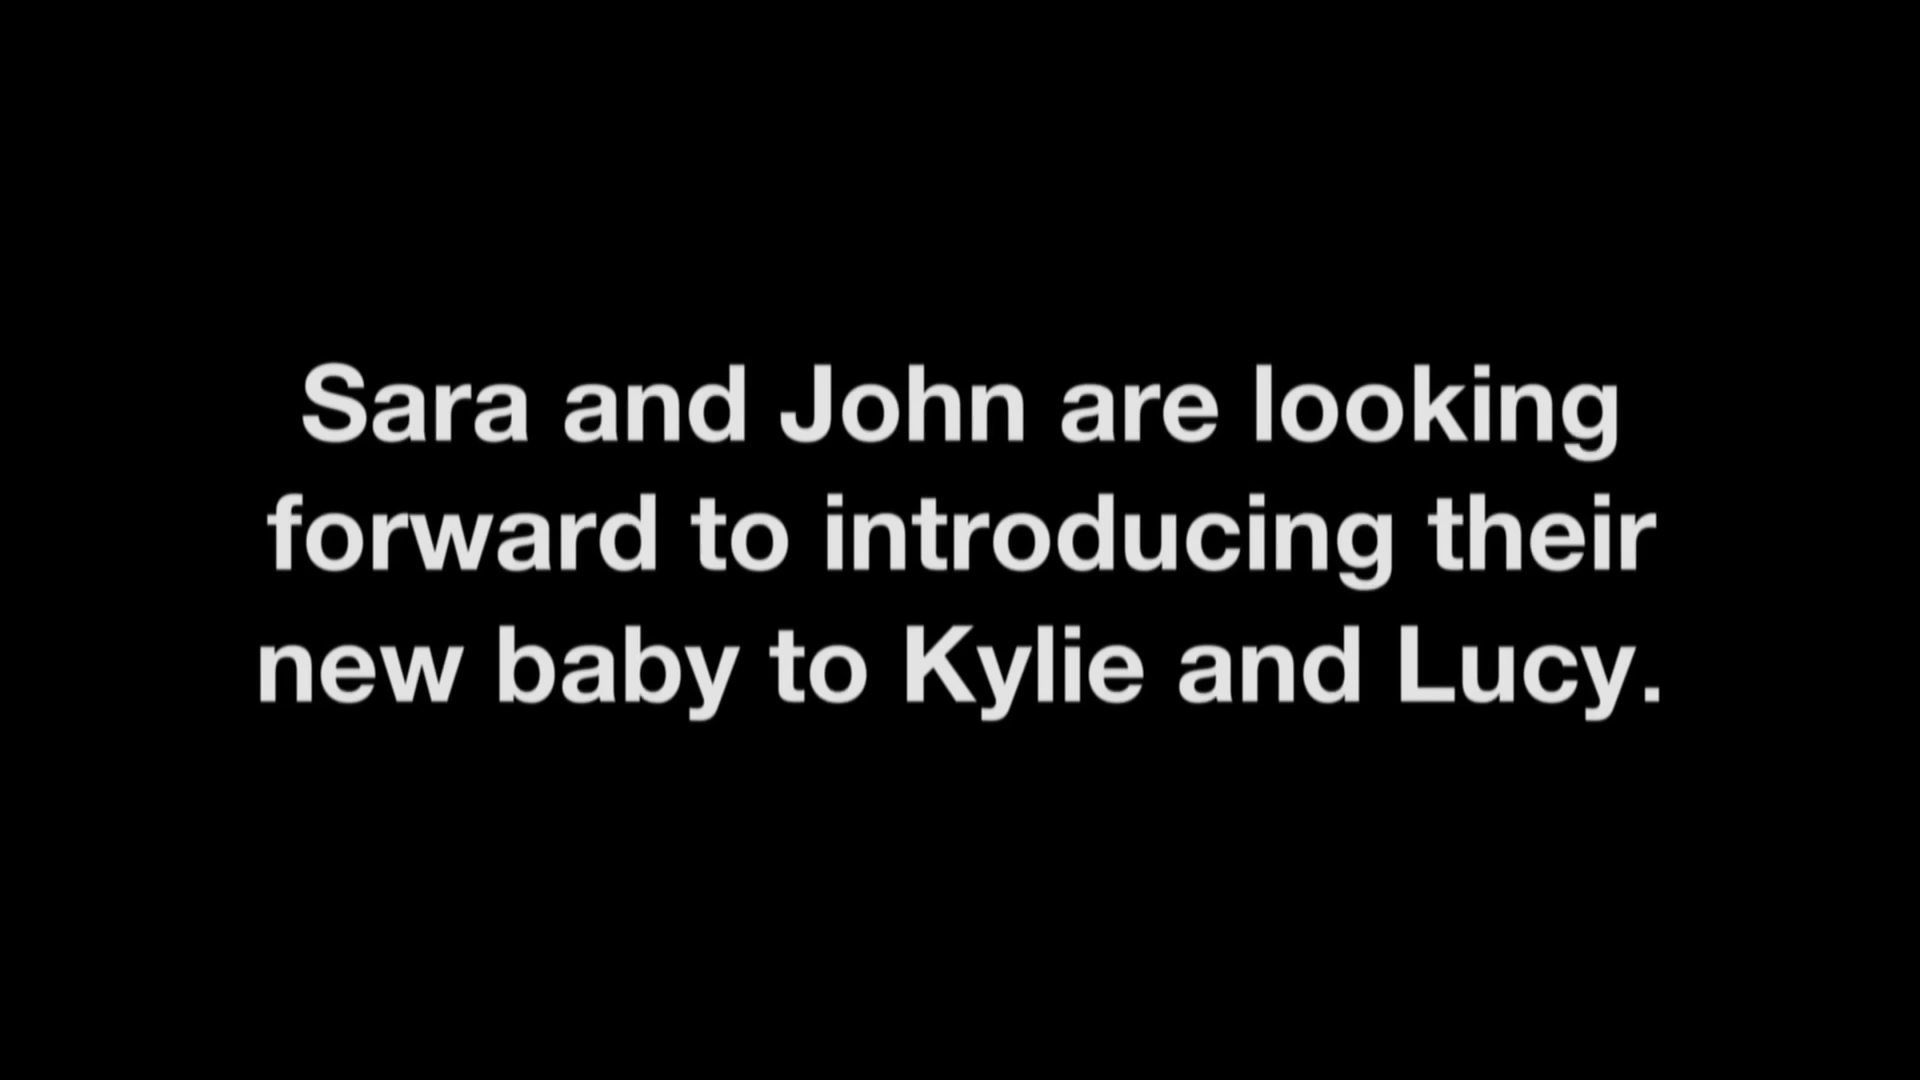 Sara and John are looking
forward to introducing their
new baby to Kylie and Lucy.